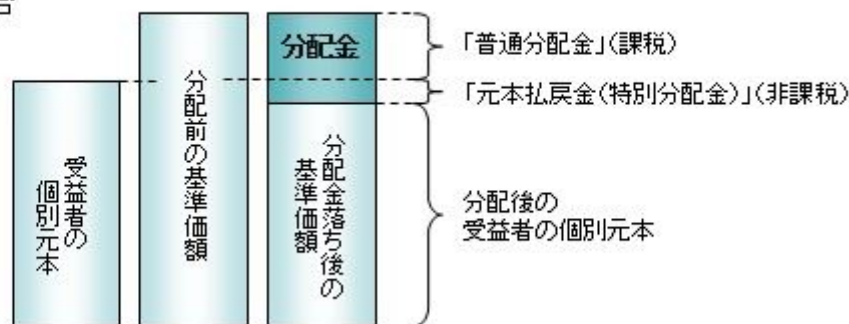 分配金
「普通分配金」(課税)
「元本払戻金(特別分配金)」(非課税)
受益者の
個別元本
分配前の基準価額
分配金落ち後の
基準価額
分配後の
受益者の個別元本